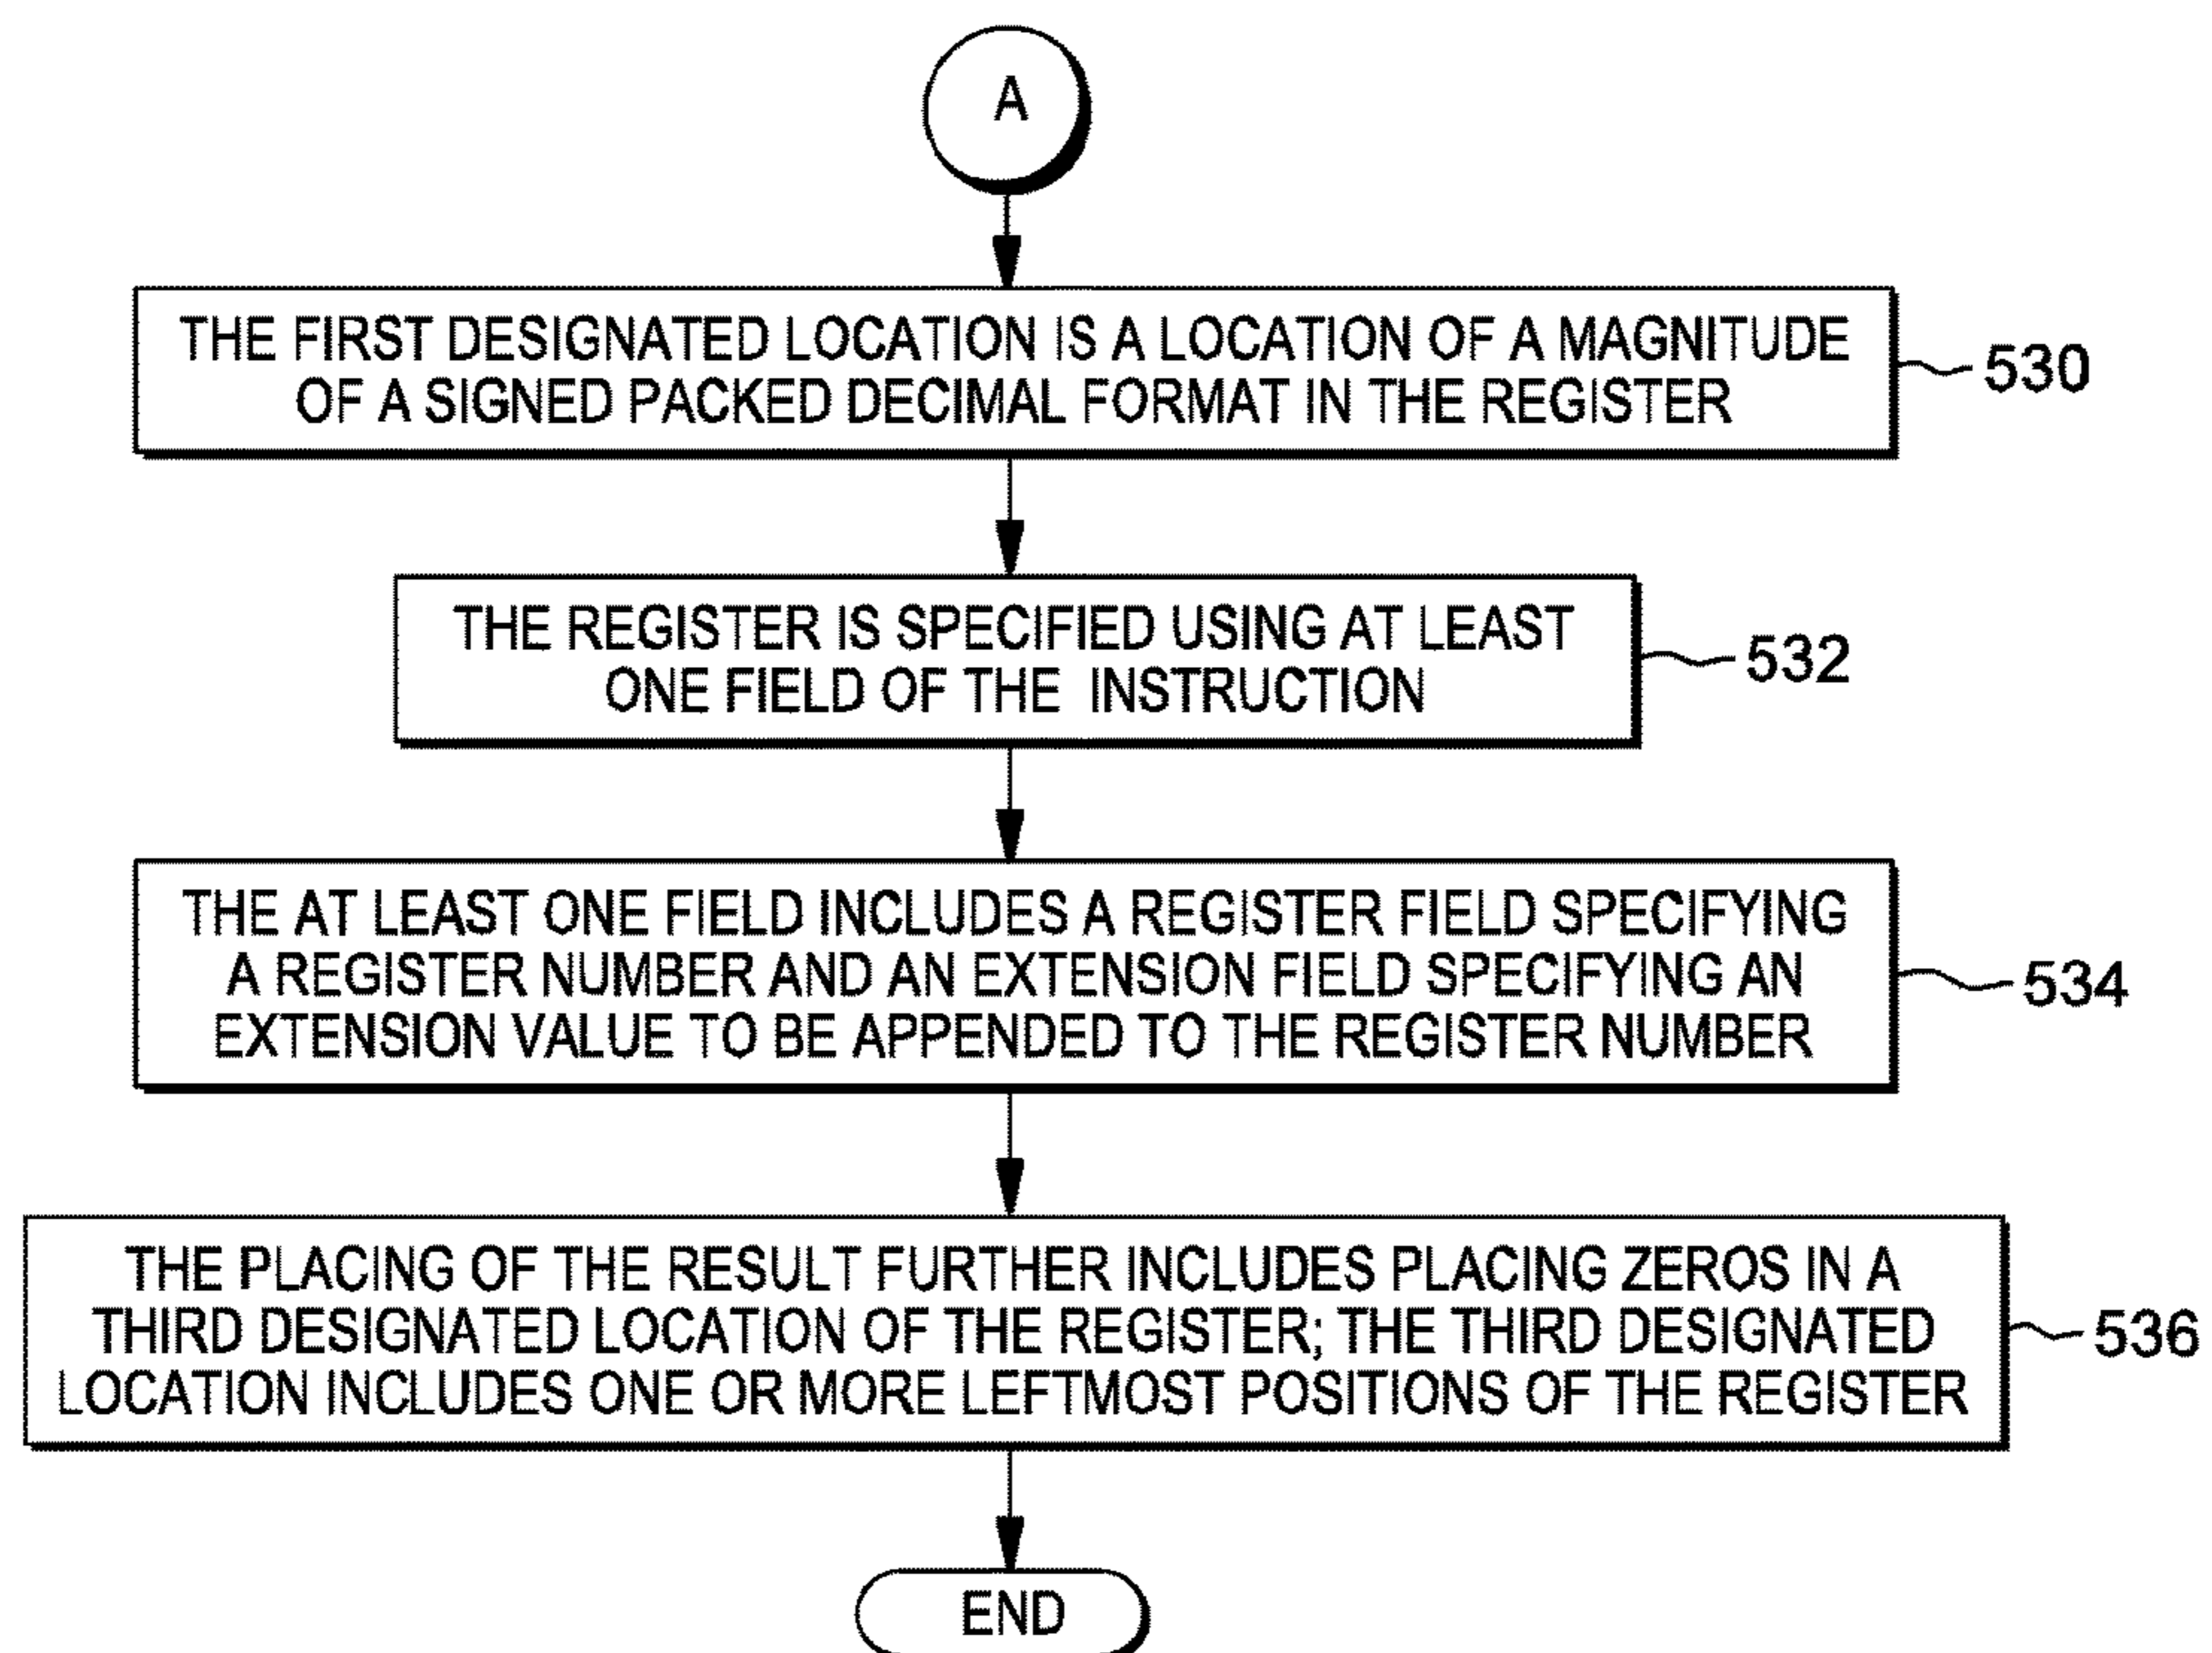 A
THE FIRST DESIGNATED LOCATION IS A LOCATION OF A MAGNITUDE
OF A SIGNED PACKED DECIMAL FORMAT IN THE REGISTER
530
THE REGISTER IS SPECIFIED USING AT LEAST
ONE FIELD OF THE INSTRUCTION
532
THE AT LEAST ONE FIELD INCLUDES A REGISTER FIELD SPECIFYING
A REGISTER NUMBER AND AN EXTENSION FIELD SPECIFYING AN
EXTENSION VALUE TO BE APPENDED TO THE REGISTER NUMBER
534
THE PLACING OF THE RESULT FURTHER INCLUDES PLACING ZEROS IN A
THIRD DESIGNATED LOCATION OF THE REGISTER; THE THIRD DESIGNATED
LOCATION INCLUDES ONE OR MORE LEFTMOST POSITIONS OF THE REGISTER
536
END